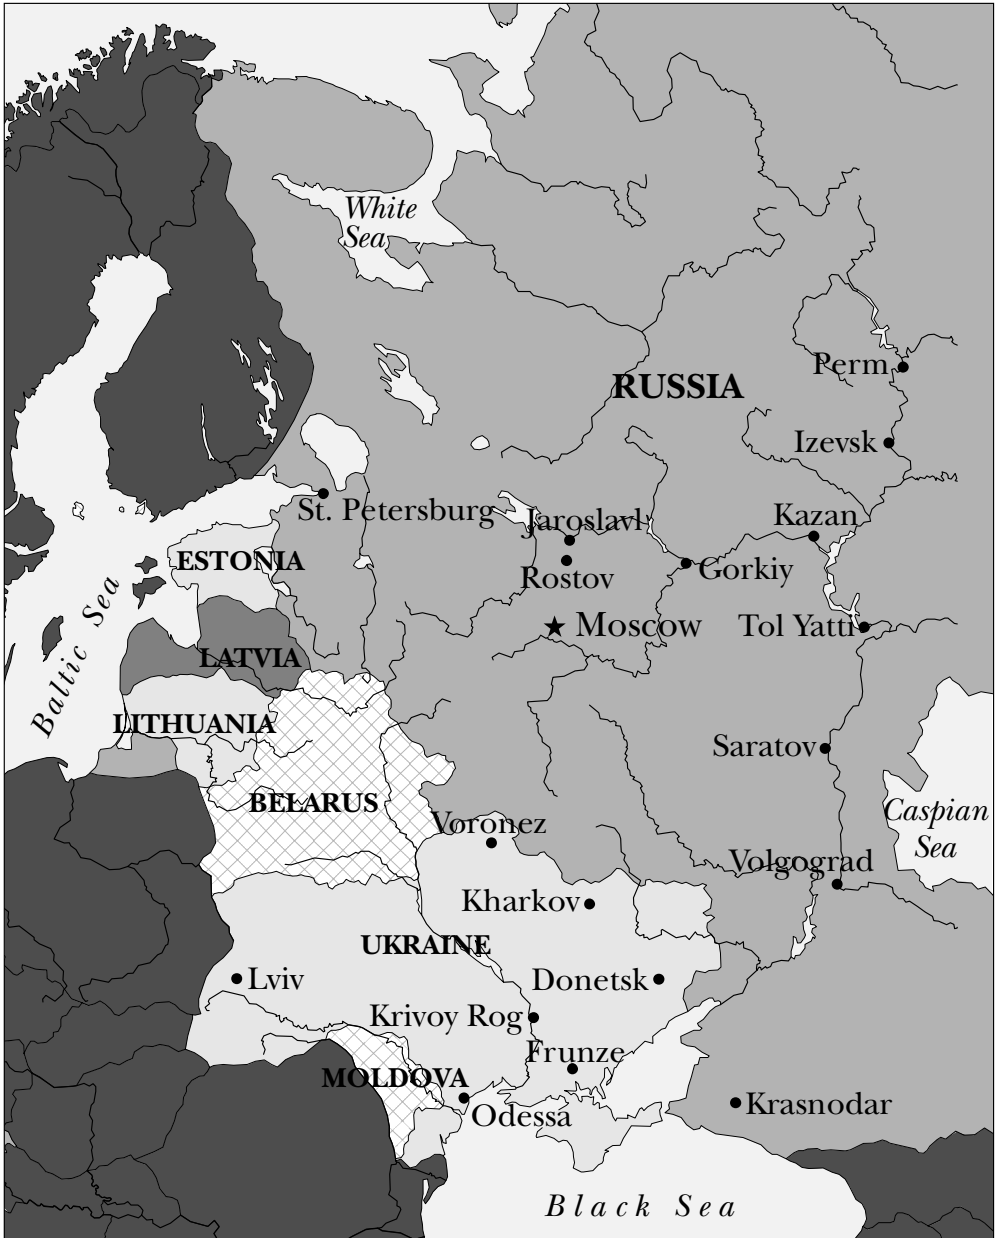 White
Sea
Perm
RUSSIA
Izevsk
St. Petersburg
Jaroslavl
Kazan
ESTONIA
Rostov
Gorkiy
Baltic Sea
Moscow
Tol Yatti
LATVIA
LITHUANIA
Saratov
BELARUS
Voronez
Caspian
Sea
Volgograd
Kharkov
UKRAINE
Lviv
Donetsk
Krivoy Rog
Frunze
MOLDOVA
Odessa
Krasnodar
Black Sea